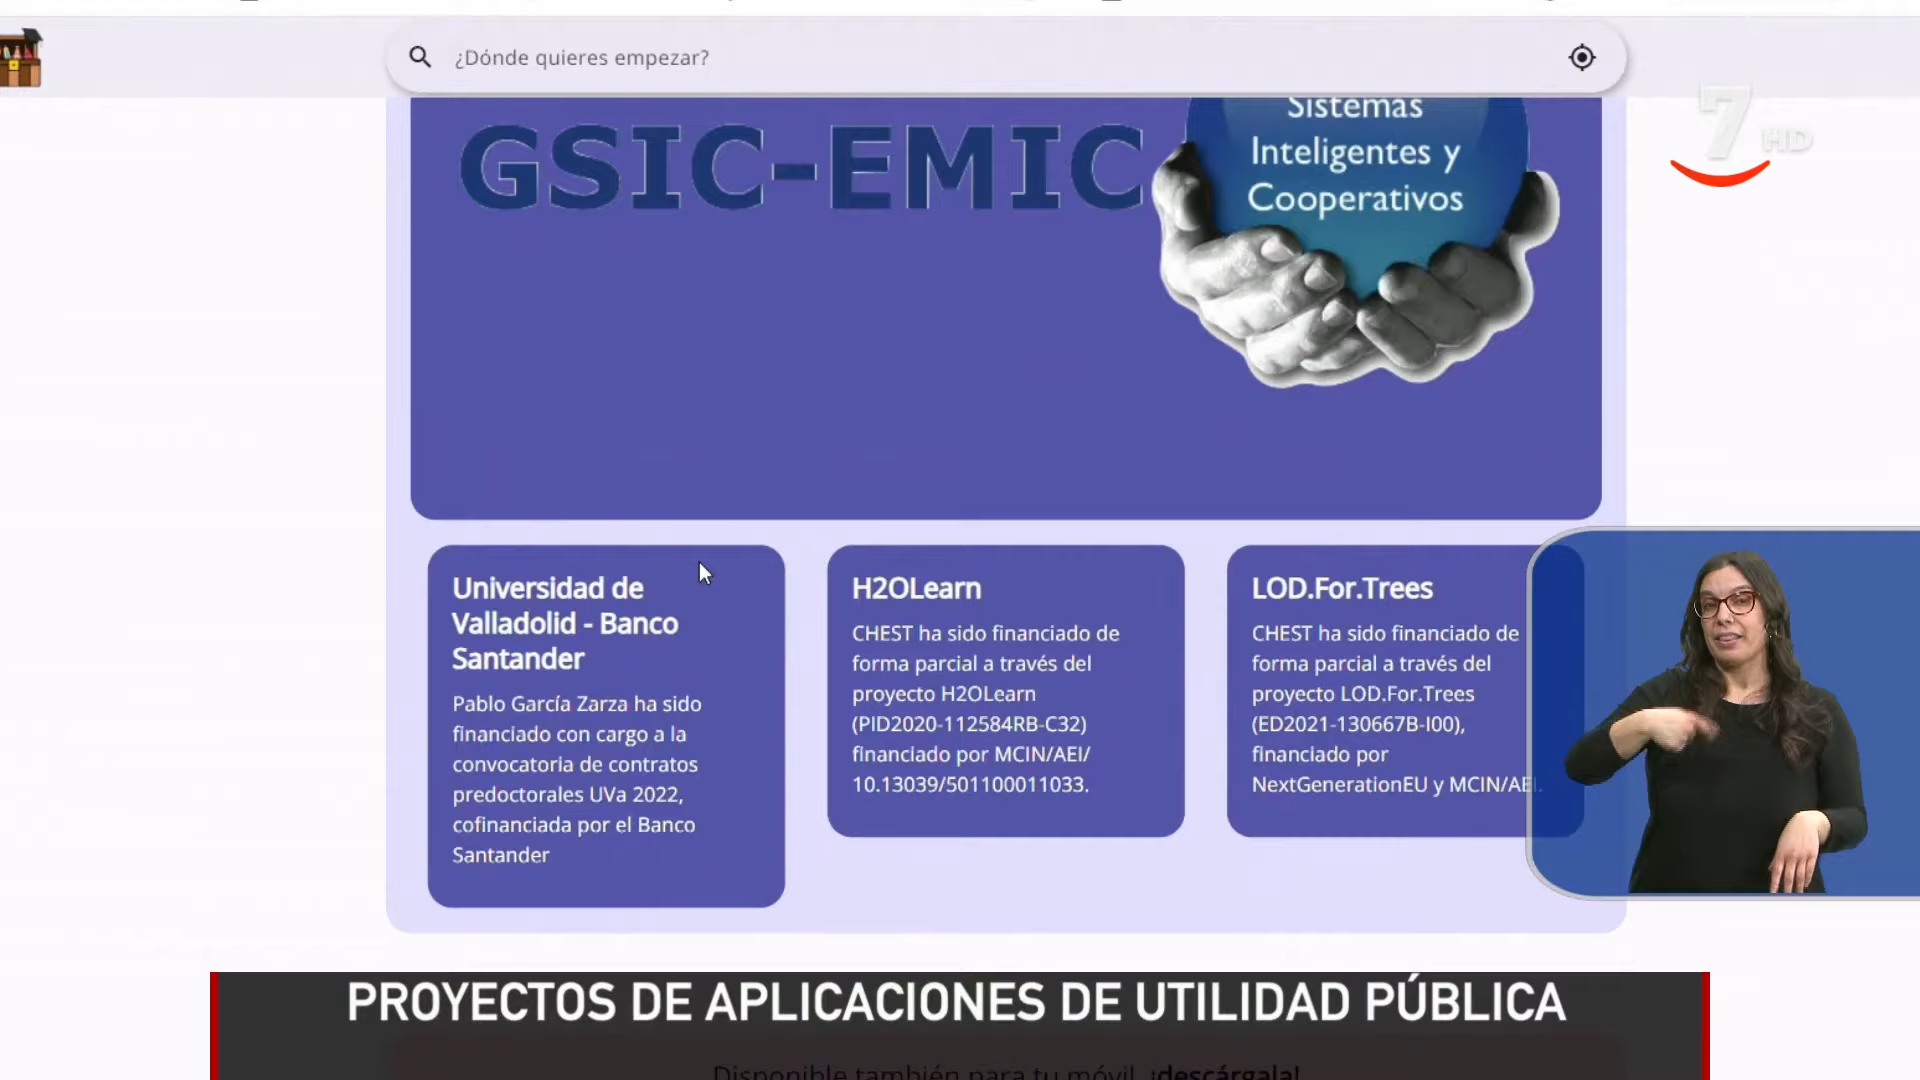 ¿Dónde quieres empezar?
7 HD
GSIC-EMIC
Sistemas
Inteligentes y
Cooperativos
Universidad de
Valladolid - Banco
Santander
Pablo García Zarza ha sido
financiado con cargo a la
convocatoria de contratos
predoctorales UVa 2022,
cofinanciada por el Banco
Santander
H2OLearn
CHEST ha sido financiado de
forma parcial a través del
proyecto H2OLearn
(PID2020-112584RB-C32)
financiado por MCIN/AEI/
10.13039/501100011033.
LOD.For.Trees
CHEST ha sido financiado de
forma parcial a través del
proyecto LOD.For.Trees
(ED2021-130667B-I00),
financiado por
NextGenerationEU y MCIN/AEI.
PROYECTOS DE APLICACIONES DE UTILIDAD PÚBLICA
Disponible también para tu móvil, ¡descárgala!